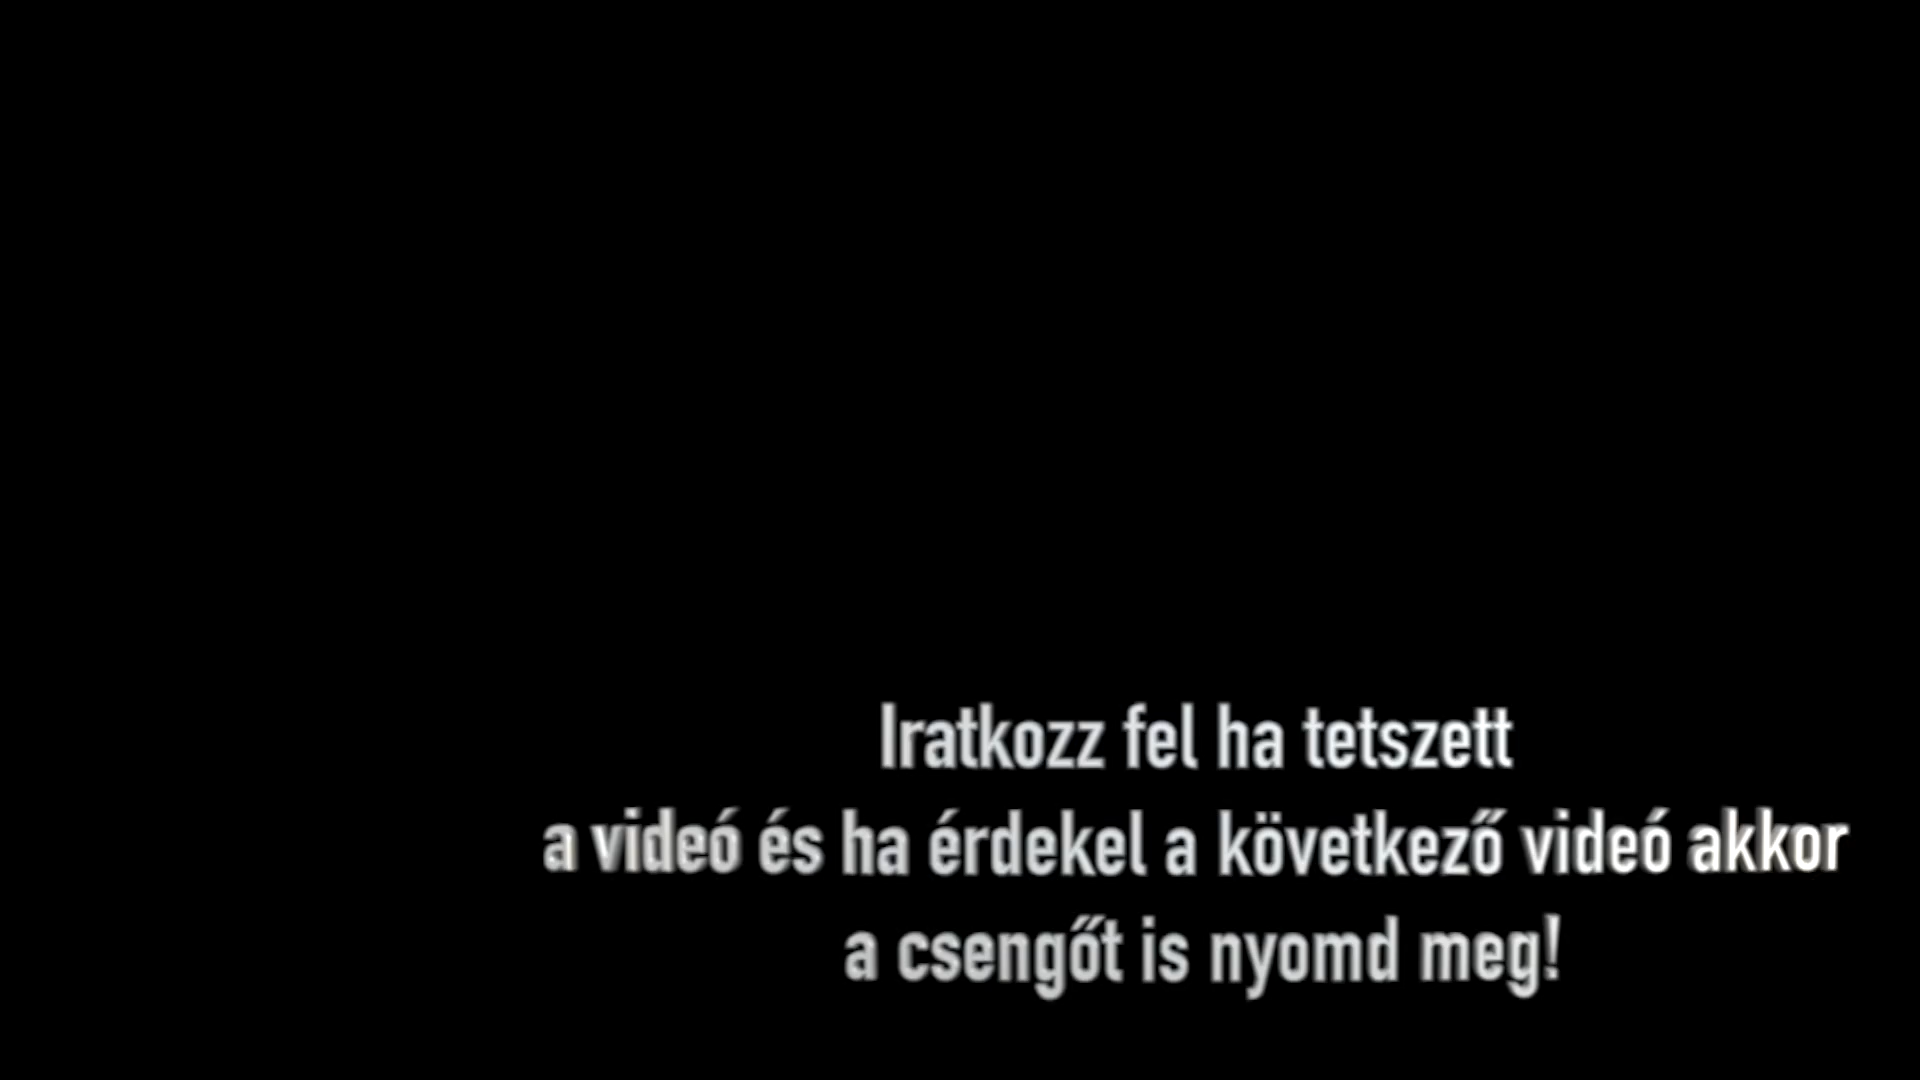 Iratkozz fel ha tetszett
a videó és ha érdekel a következő videó akkor
a csengőt is nyomd meg!